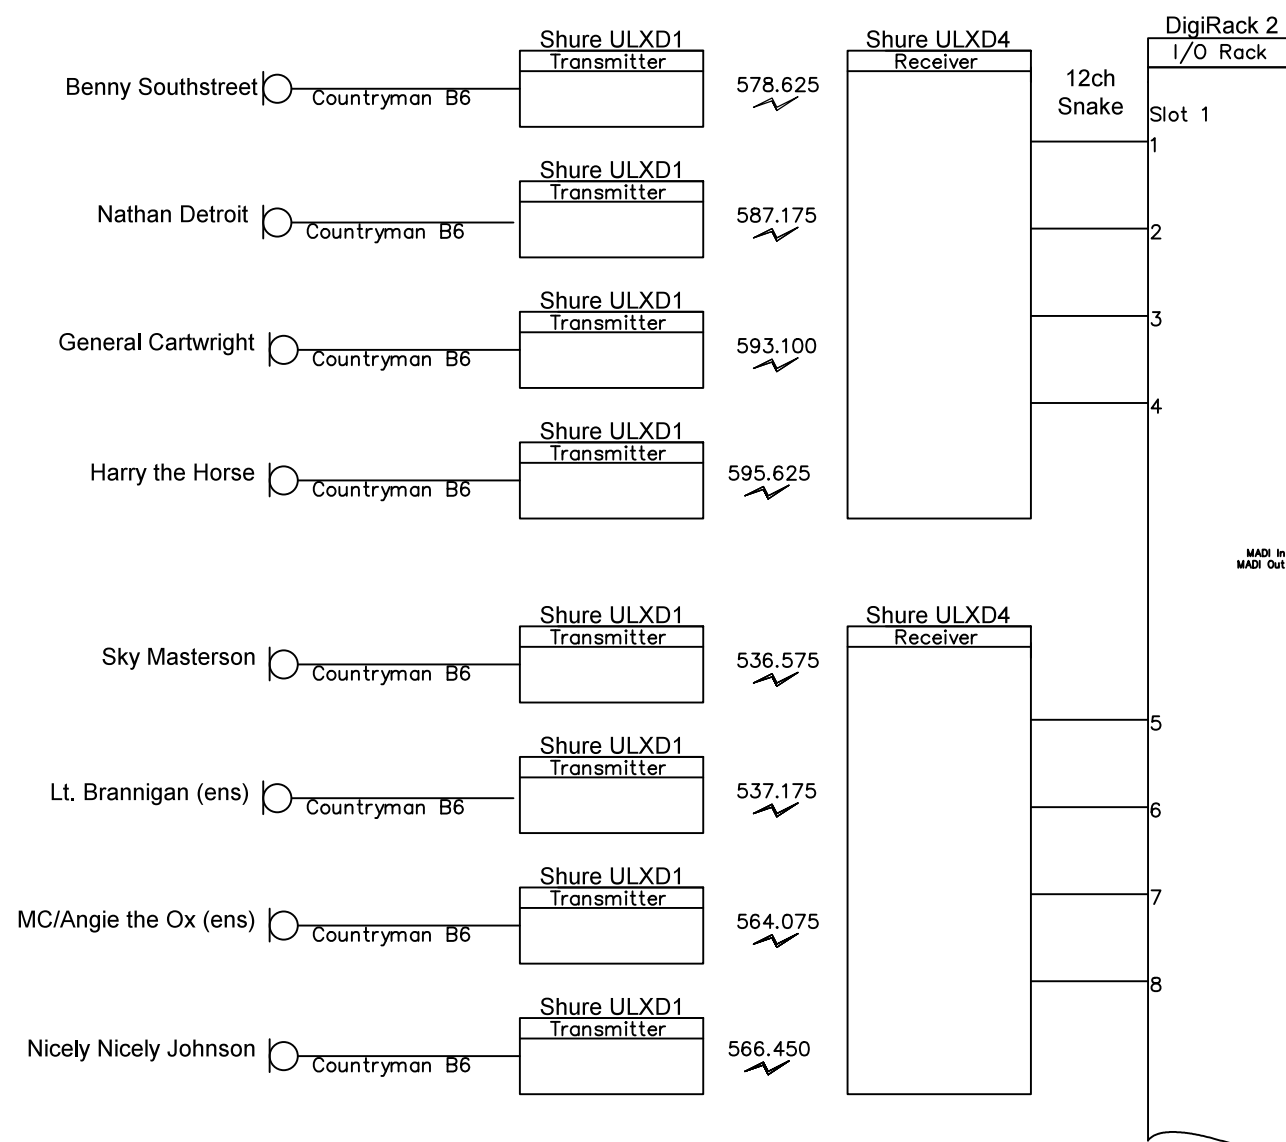 DigiRack 2
I/O Rack
Shure ULXD1
Transmitter
Shure ULXD4
Receiver
Benny Southstreet
Countryman B6
578.625
12ch
Snake
Slot 1
1
Shure ULXD1
Transmitter
Nathan Detroit
Countryman B6
587.175
2
Shure ULXD1
Transmitter
General Cartwright
Countryman B6
593.100
3
4
Shure ULXD1
Transmitter
Harry the Horse
Countryman B6
595.625
MADI In
MADI Out
Shure ULXD1
Transmitter
Shure ULXD4
Receiver
Sky Masterson
Countryman B6
536.575
5
Shure ULXD1
Transmitter
Lt. Brannigan (ens)
Countryman B6
537.175
6
Shure ULXD1
Transmitter
7
MC/Angie the Ox (ens)
Countryman B6
564.075
8
Shure ULXD1
Transmitter
Nicely Nicely Johnson
Countryman B6
566.450